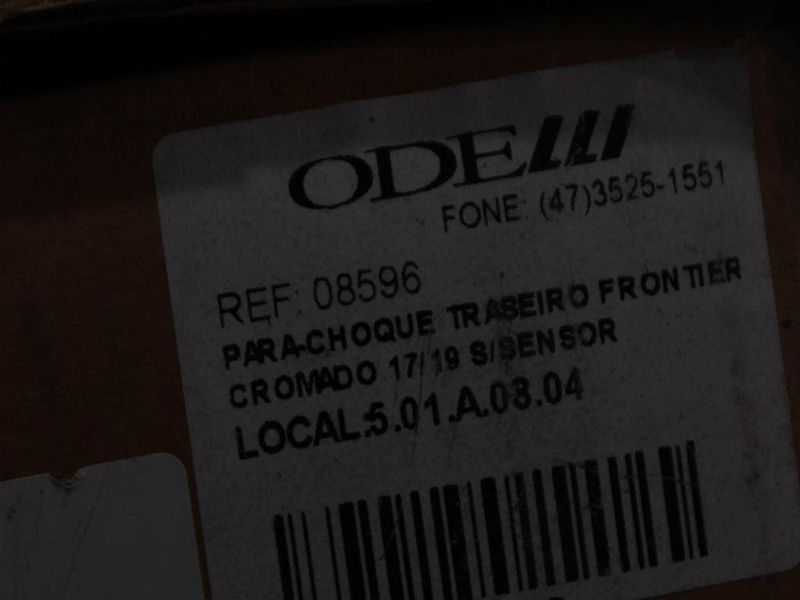 ODELLI
FONE: (47)3525-1551
REF: 08596
PARA-CHOQUE TRASEIRO FRONTIER
CROMADO 17/19 S/SENSOR
LOCAL:5.01.A.08.04